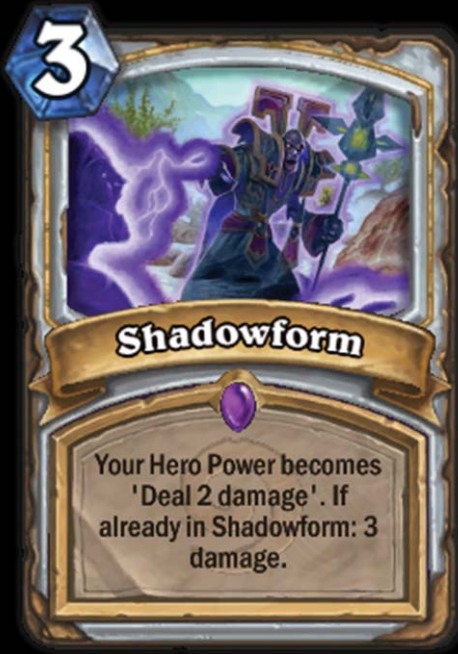 3
Shadowform
Your Hero Power becomes
'Deal 2 damage'. If
already in Shadowform: 3
damage.